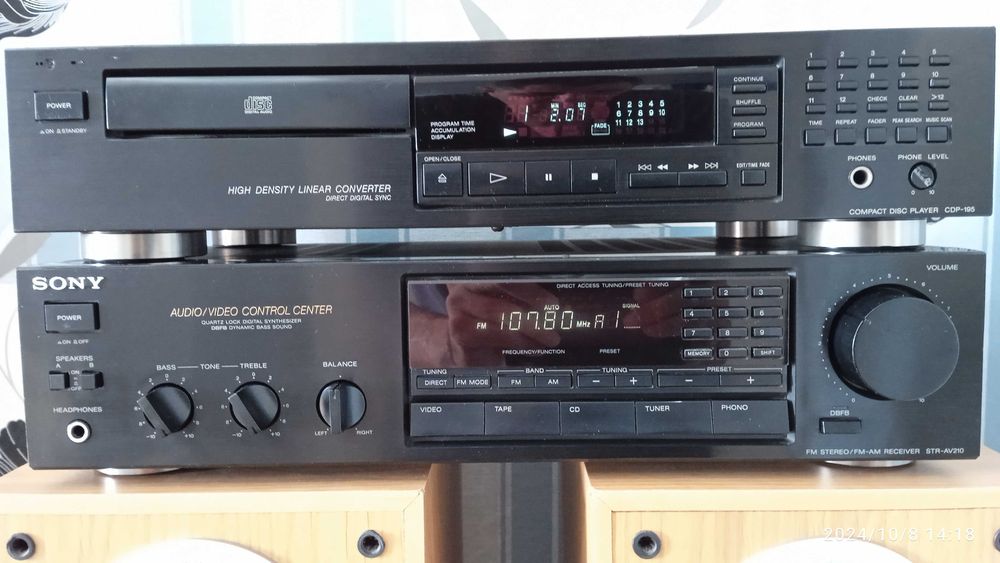 POWER
ON STANDBY
COMPACT
disc
DIGITAL AUDIO
HIGH DENSITY LINEAR CONVERTER
DIRECT DIGITAL SYNC
PROGRAM TIME
ACCUMULATION
DISPLAY
MIN SEC
1 2.07
FADE
1 2 3 4 5
6 7 8 9 10
11 12 13
CONTINUE
SHUFFLE
PROGRAM
OPEN/CLOSE
EDIT/TIME FADE
1 2 3 4 5
6 7 8 9 10
11 12 CHECK CLEAR >12
TIME REPEAT FADER PEAK SEARCH MUSIC SCAN
PHONES
PHONE LEVEL
0 10
COMPACT DISC PLAYER CDP-195
SONY
POWER
ON OFF
SPEAKERS
A ON B
OFF
HEADPHONES
AUDIO/VIDEO CONTROL CENTER
QUARTZ LOCK DIGITAL SYNTHESIZER
DBFB DYNAMIC BASS SOUND
BASS TONE TREBLE
-10 +10
-10 +10
BALANCE
LEFT RIGHT
DIRECT ACCESS TUNING/PRESET TUNING
AUTO
SIGNAL
FM 107.80 MHz A1
FREQUENCY/FUNCTION PRESET
1 2 3
4 5 6
7 8 9
MEMORY 0 SHIFT
TUNING BAND TUNING PRESET
DIRECT FM MODE FM AM − + − +
VIDEO TAPE CD TUNER PHONO
VOLUME
0 10
DBFB
FM STEREO/FM-AM RECEIVER STR-AV210
2024/10/8 14:18